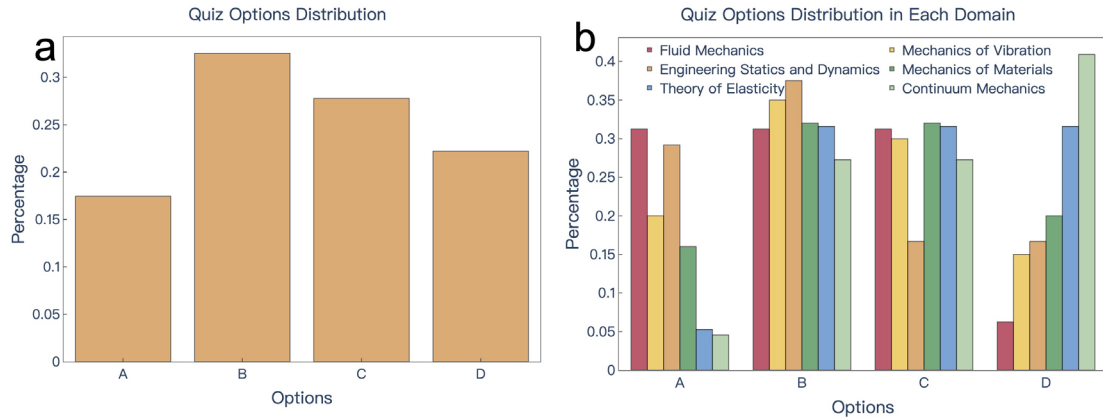 Quiz Options Distribution
a
0.3
0.25
0.2
0.15
0.1
0.05
0
Percentage
A B C D
Options
Quiz Options Distribution in Each Domain
b
Fluid Mechanics
Engineering Statics and Dynamics
Theory of Elasticity
Mechanics of Vibration
Mechanics of Materials
Continuum Mechanics
0.4
0.35
0.3
0.25
0.2
0.15
0.1
0.05
0
Percentage
A B C D
Options